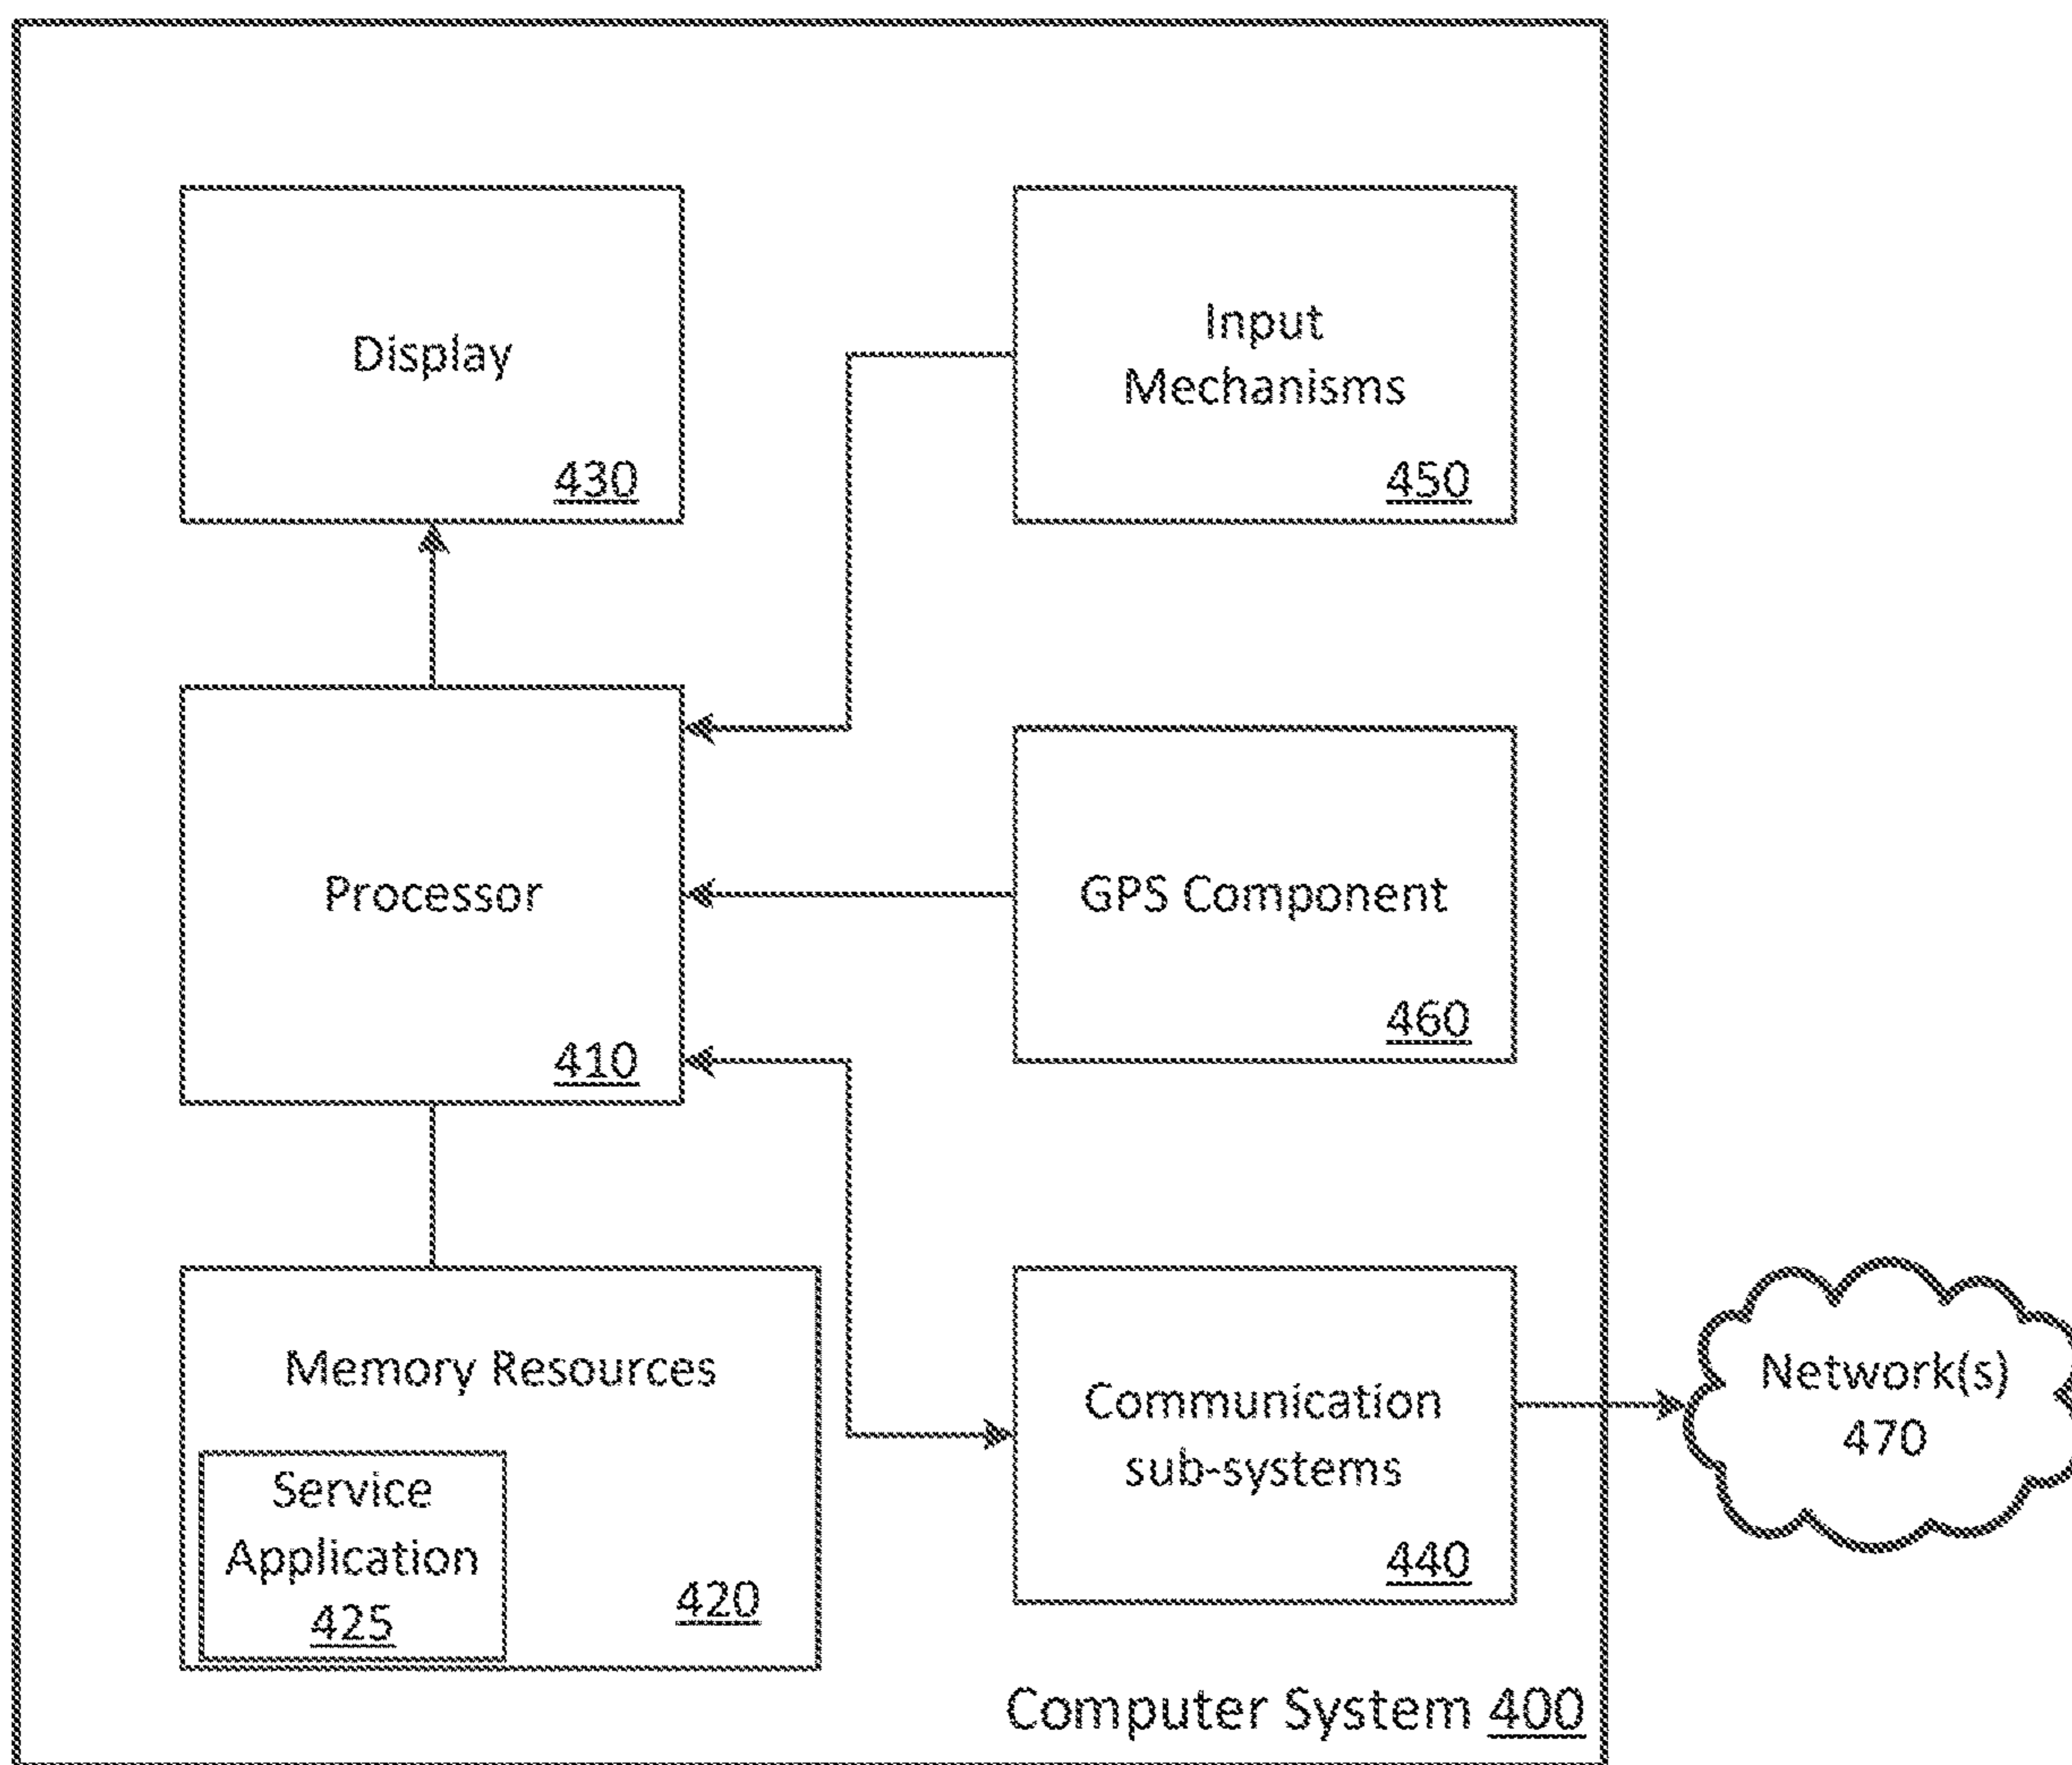 Display
430
Input
Mechanisms
450
Processor
410
GPS Component
460
Memory Resources
420
Service
Application
425
Communication
sub-systems
440
Network(s)
470
Computer System 400